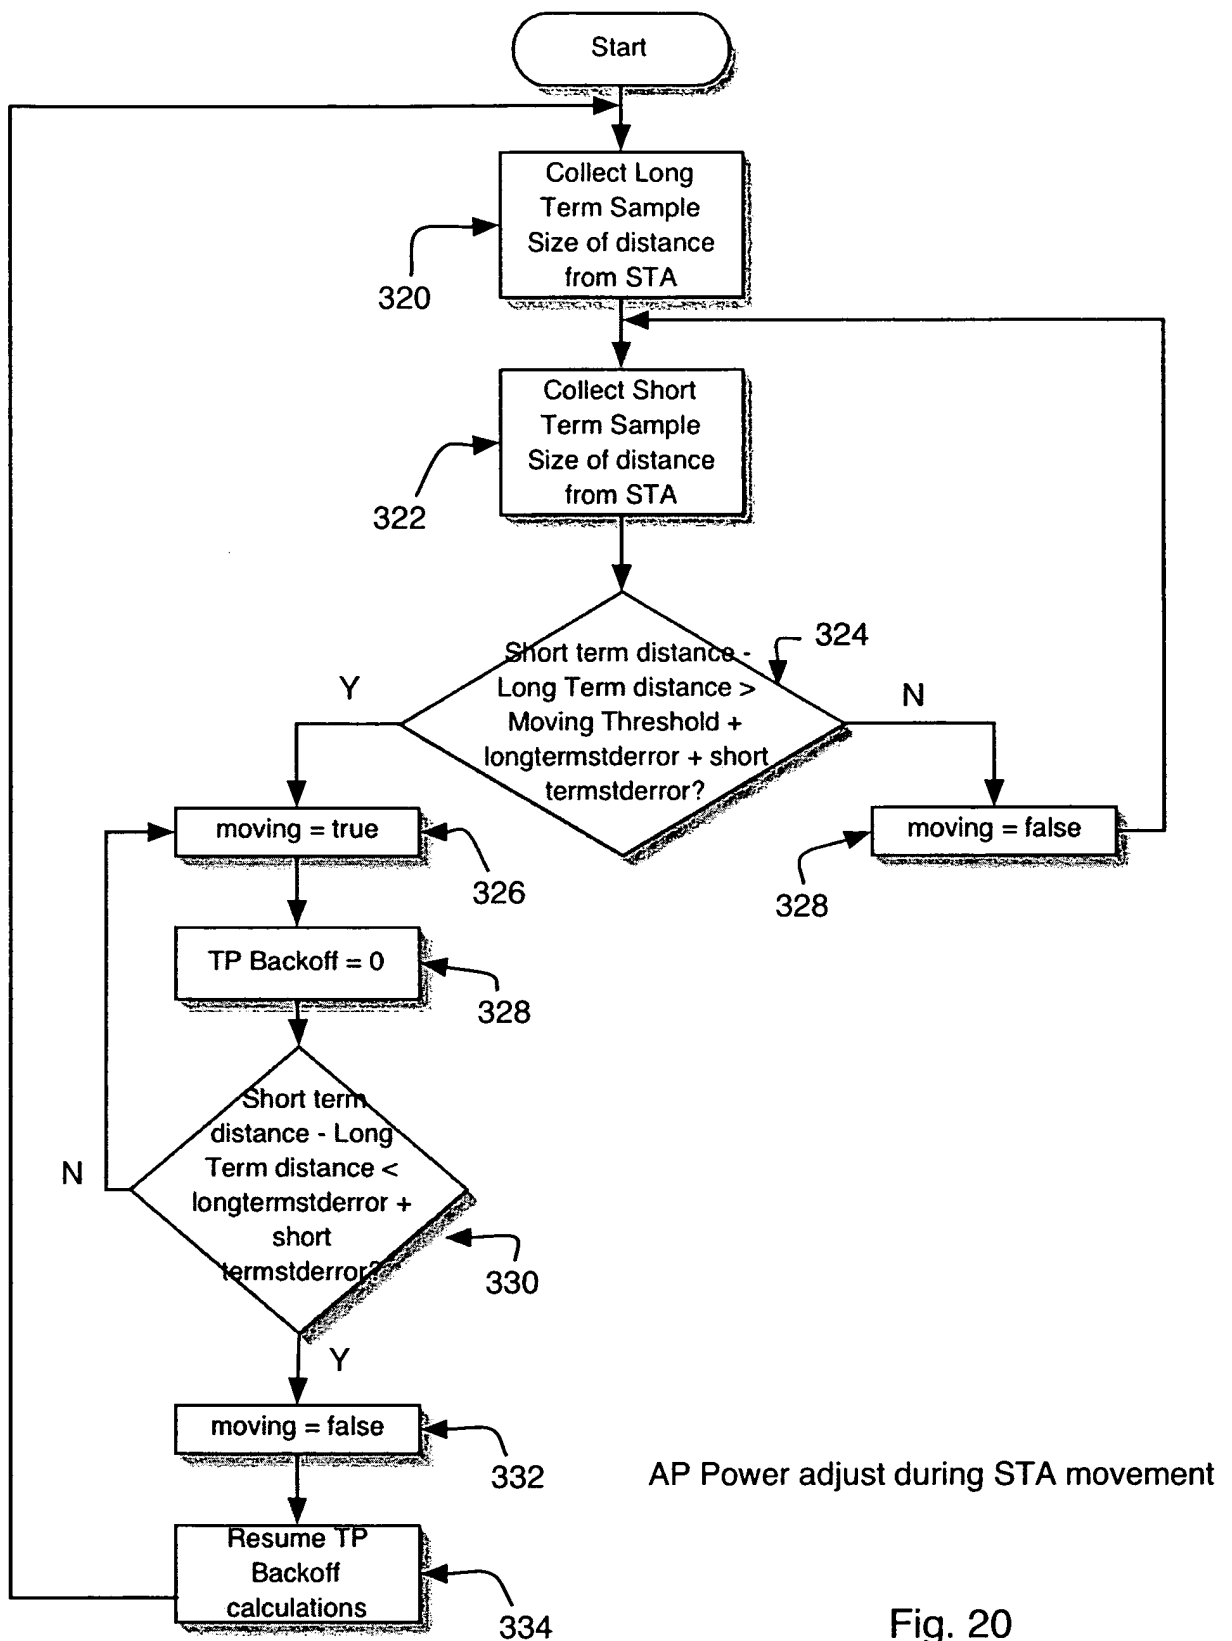 Start
Collect Long
Term Sample
Size of distance
from STA
320
Collect Short
Term Sample
Size of distance
from STA
322
324
Short term distance -
Long Term distance >
Moving Threshold +
longtermstderror + short
termstderror?
Y
N
moving = true
326
moving = false
328
TP Backoff = 0
328
Short term
distance - Long
Term distance <
longtermstderror +
short
termstderror?
N
330
Y
moving = false
332
AP Power adjust during STA movement
Resume TP
Backoff
calculations
334
Fig. 20